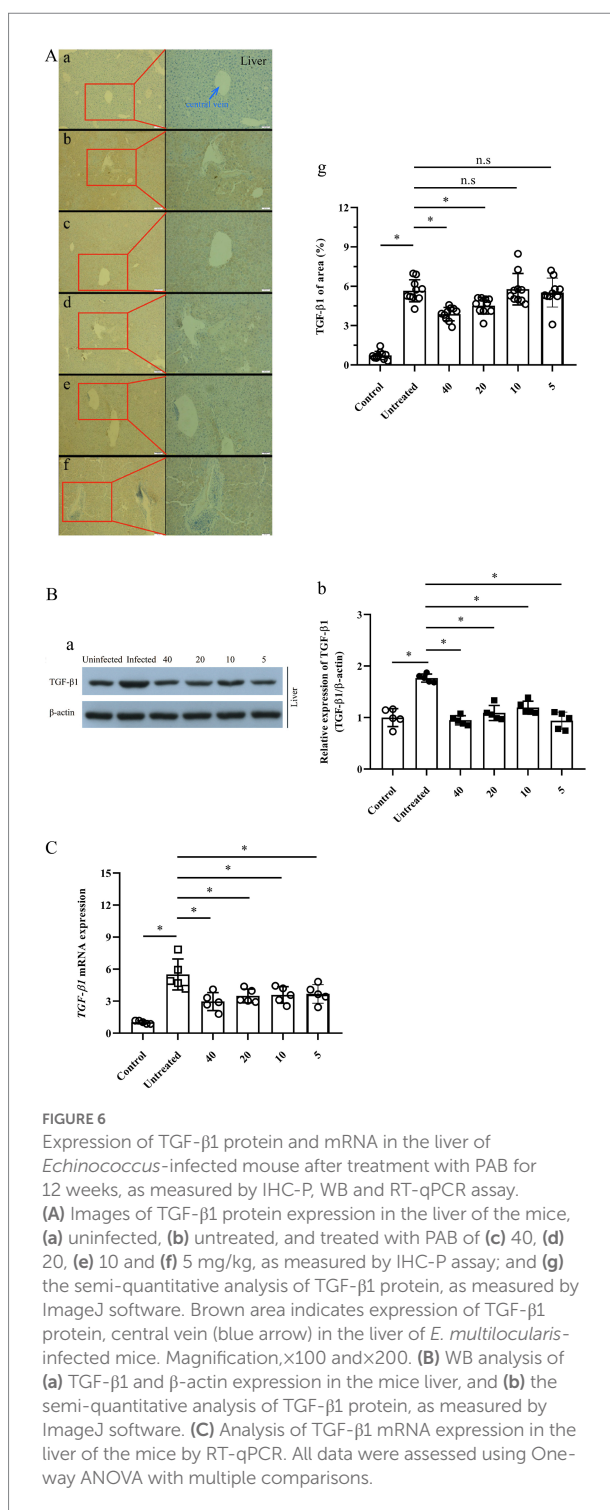 A
a
Liver
central vein
b
c
d
e
f
g
n.s
n.s
*
*
*
TGF-β1 of area (%)
12
9
6
3
0
Control
Untreated
40
20
10
5
B
a
Uninfected Infected 40 20 10 5
TGF-β1
β-actin
Liver
b
*
*
*
*
*
Relative expression of TGF-β1
(TGF-β1/β-actin)
3
2
1
0
Control
Untreated
40
20
10
5
C
*
*
*
*
*
TGF-β1 mRNA expression
15
12
9
6
3
0
Control
Untreated
40
20
10
5
FIGURE 6
Expression of TGF-β1 protein and mRNA in the liver of
Echinococcus-infected mouse after treatment with PAB for
12 weeks, as measured by IHC-P, WB and RT-qPCR assay.
(A) Images of TGF-β1 protein expression in the liver of the mice,
(a) uninfected, (b) untreated, and treated with PAB of (c) 40, (d)
20, (e) 10 and (f) 5 mg/kg, as measured by IHC-P assay; and (g)
the semi-quantitative analysis of TGF-β1 protein, as measured by
ImageJ software. Brown area indicates expression of TGF-β1
protein, central vein (blue arrow) in the liver of E. multilocularis-
infected mice. Magnification,×100 and×200. (B) WB analysis of
(a) TGF-β1 and β-actin expression in the mice liver, and (b) the
semi-quantitative analysis of TGF-β1 protein, as measured by
ImageJ software. (C) Analysis of TGF-β1 mRNA expression in the
liver of the mice by RT-qPCR. All data were assessed using One-
way ANOVA with multiple comparisons.